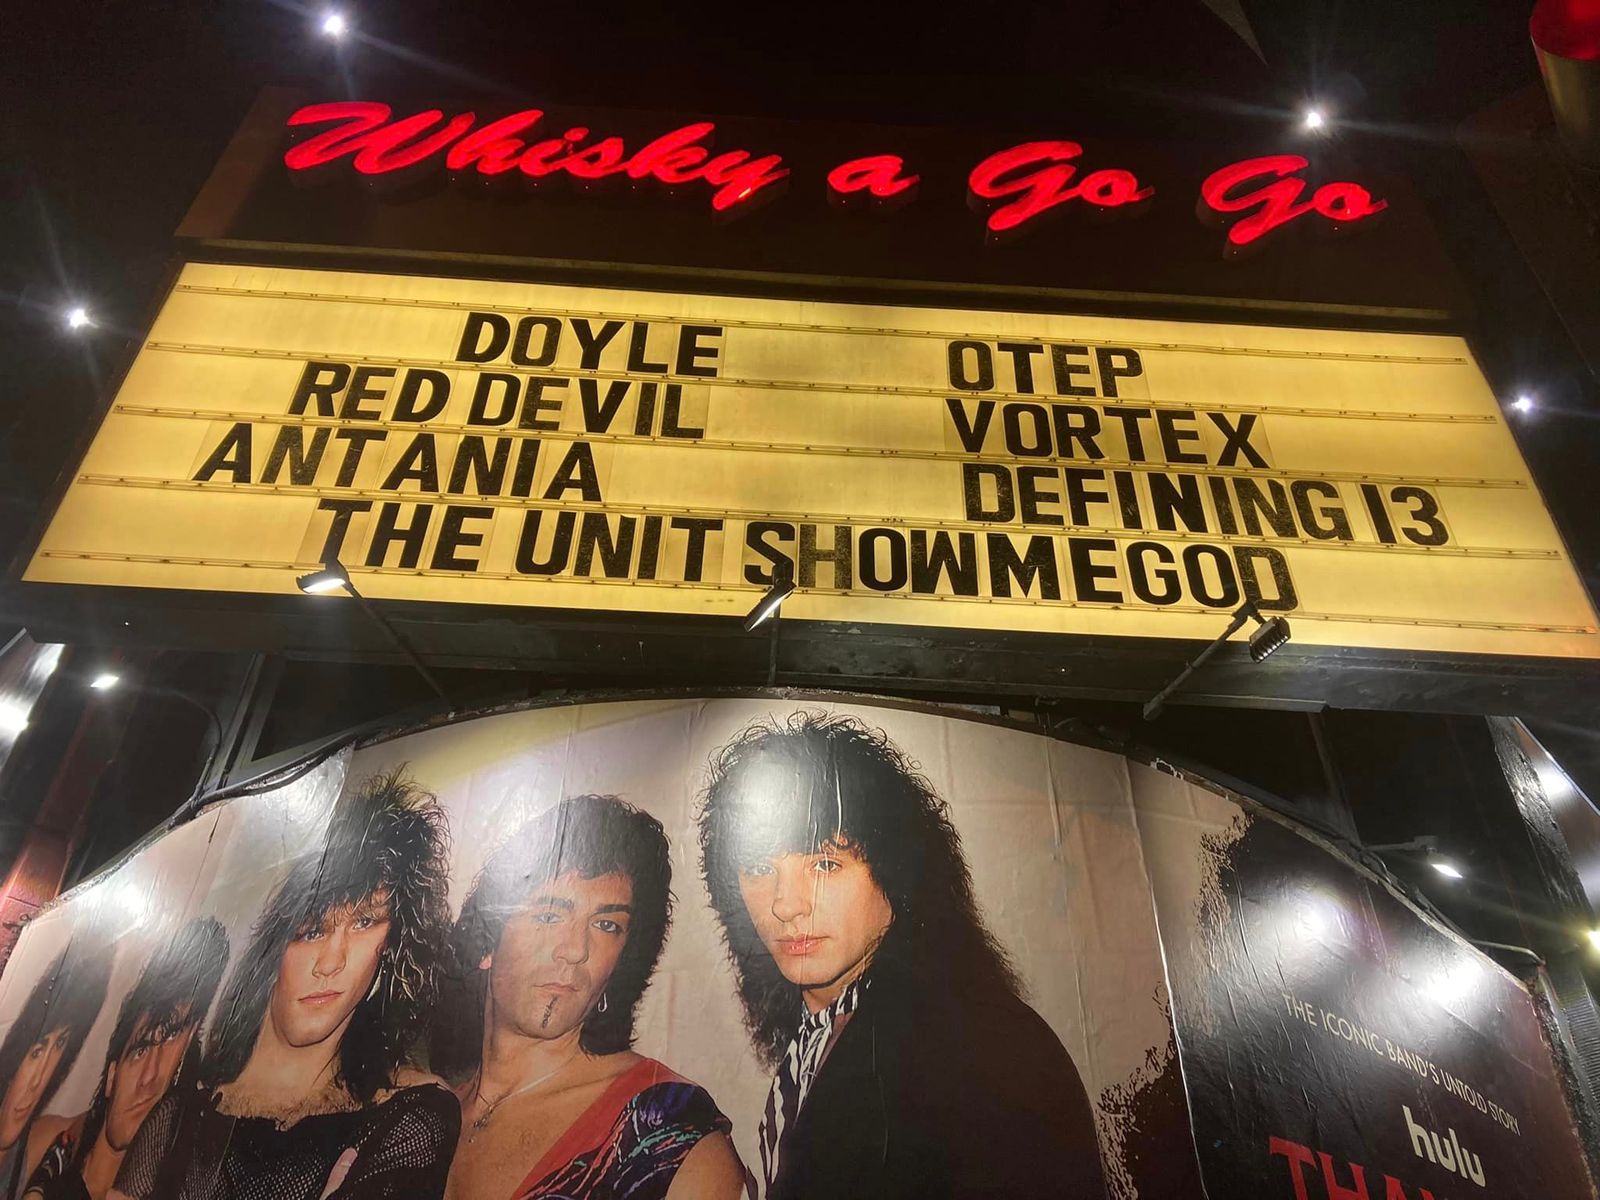 Whisky a Go Go
DOYLE OTEP
RED DEVIL VORTEX
ANTANIA DEFINING 13
THE UNIT SHOWMEGOD
THE ICONIC BAND'S UNTOLD STORY
hulu